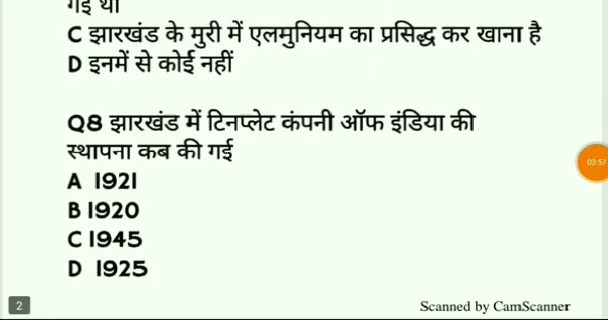 गई थी
C झारखंड के मुरी में एलमुनियम का प्रसिद्ध कर खाना है
D इनमें से कोई नहीं
Q8 झारखंड में टिनप्लेट कंपनी ऑफ इंडिया की
स्थापना कब की गई
A 1921
B 1920
C 1945
D 1925
03:57
2
Scanned by CamScanner